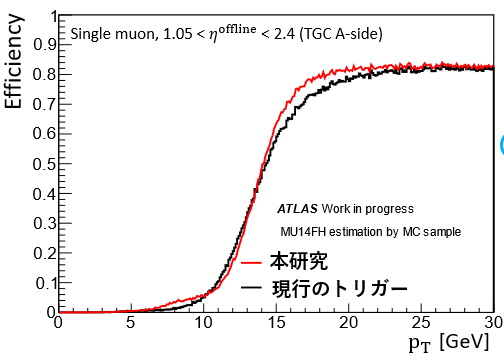 Efficiency
1
0.9
0.8
0.7
0.6
0.5
0.4
0.3
0.2
0.1
0
Single muon, 1.05 < η^offline < 2.4 (TGC A-side)
ATLAS Work in progress
MU14FH estimation by MC sample
本研究
現行のトリガー
0 5 10 15 20 25 30
p_T [GeV]